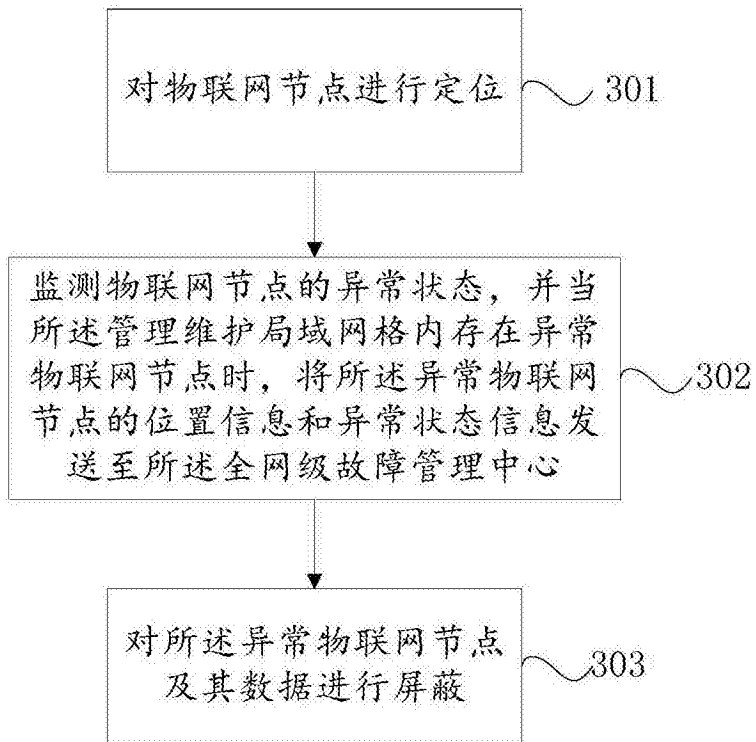 对物联网节点进行定位
301
监测物联网节点的异常状态，并当
所述管理维护局域网格内存在异常
物联网节点时，将所述异常物联网
节点的位置信息和异常状态信息发
送至所述全网级故障管理中心
302
对所述异常物联网节点
及其数据进行屏蔽
303